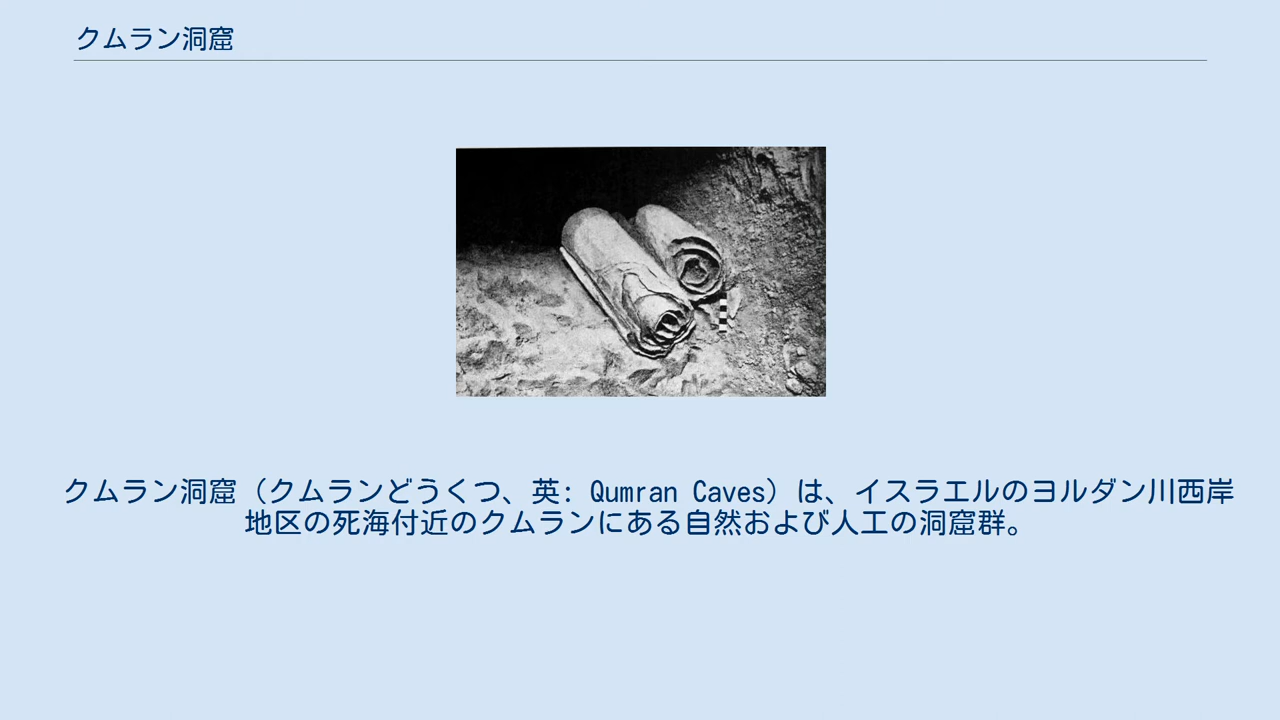 クムラン洞窟
クムラン洞窟（クムランどうくつ、英: Qumran Caves）は、イスラエルのヨルダン川西岸
地区の死海付近のクムランにある自然および人工の洞窟群。